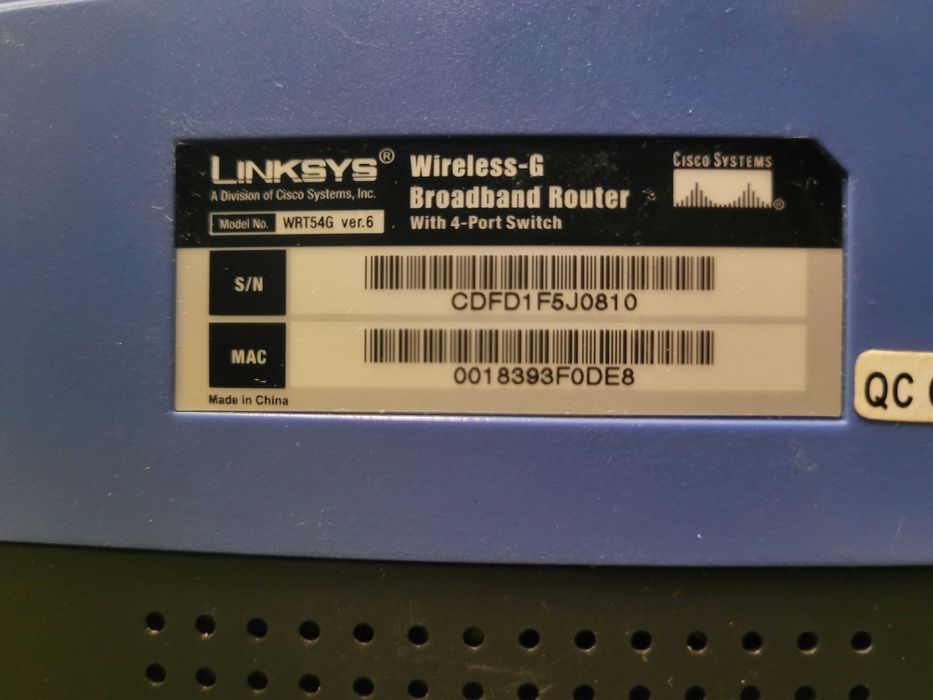 LINKSYS® Wireless-G
A Division of Cisco Systems, Inc. Broadband Router
Model No. WRT54G ver.6 With 4-Port Switch
CISCO SYSTEMS ®
S/N
CDFD1F5J0810
MAC
0018393F0DE8
Made in China
QC